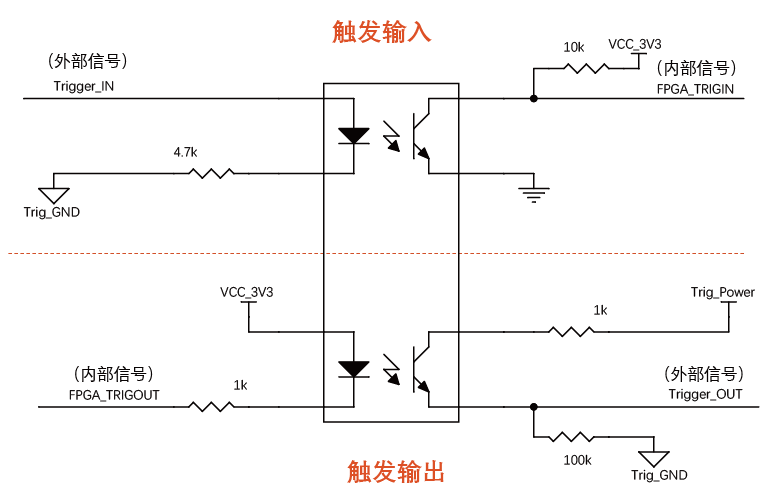 触发输入
10k
VCC_3V3
（外部信号）
（内部信号）
Trigger_IN
FPGA_TRIGIN
4.7k
Trig_GND
VCC_3V3
Trig_Power
1k
（内部信号）
1k
（外部信号）
FPGA_TRIGOUT
Trigger_OUT
100k
触发输出
Trig_GND